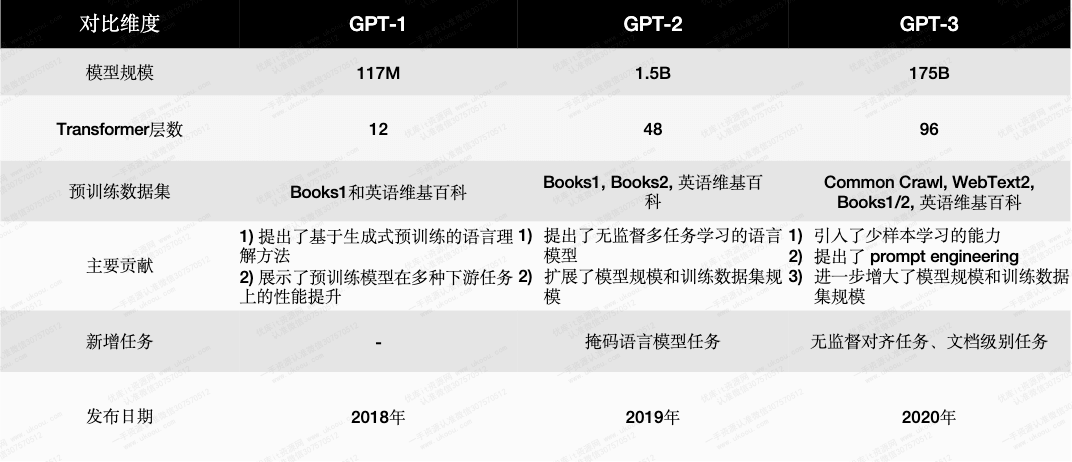 对比维度 GPT-1 GPT-2 GPT-3
模型规模 117M 1.5B 175B
Transformer层数 12 48 96
预训练数据集 Books1和英语维基百科 Books1, Books2, 英语维基百
科
Common Crawl, WebText2,
Books1/2, 英语维基百科
主要贡献
1) 提出了基于生成式预训练的语言理
解方法
2) 展示了预训练模型在多种下游任务
上的性能提升
1) 提出了无监督多任务学习的语言
模型
2) 扩展了模型规模和训练数据集规
模
1) 引入了少样本学习的能力
2) 提出了 prompt engineering
3) 进一步增大了模型规模和训练数据
集规模
新增任务 - 掩码语言模型任务 无监督对齐任务、文档级别任务
发布日期 2018年 2019年 2020年